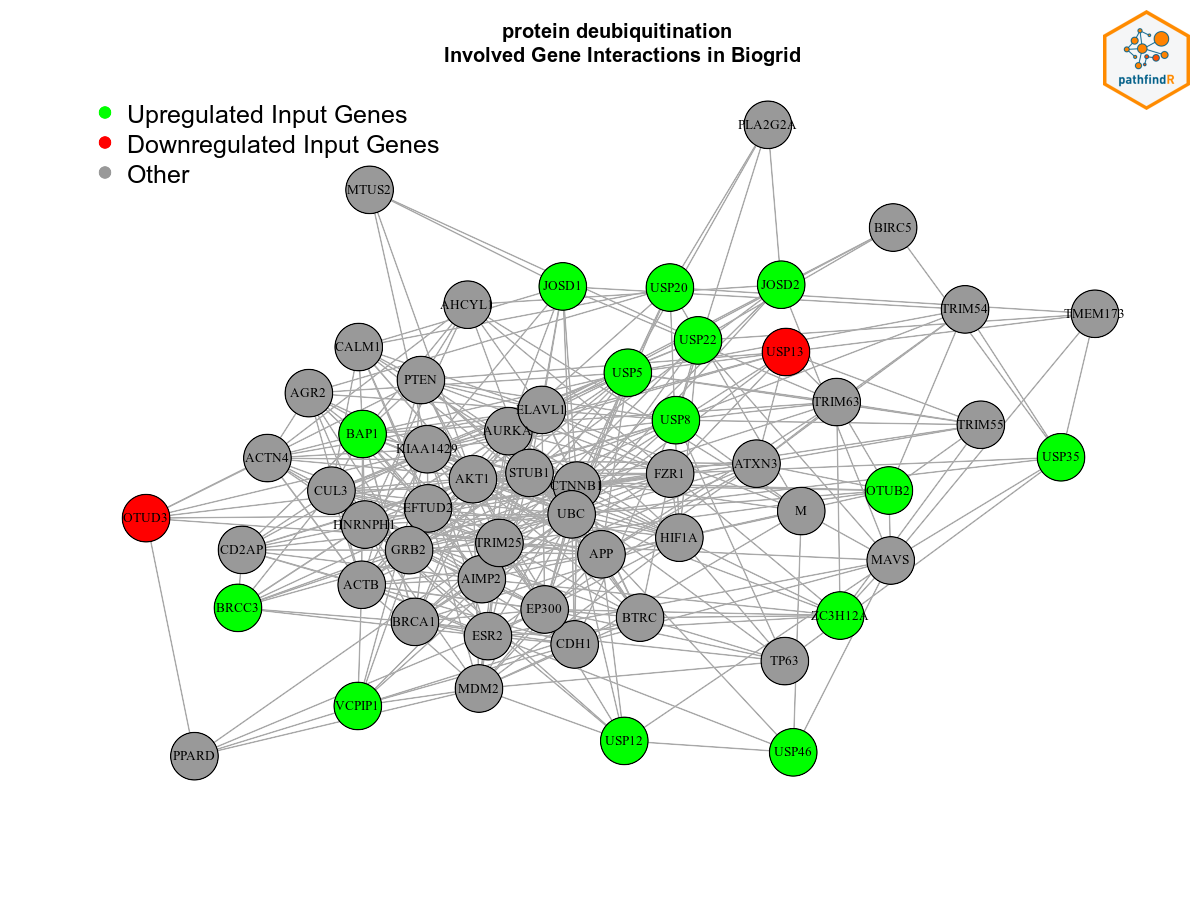 protein deubiquitination
Involved Gene Interactions in Biogrid
pathfindR
Upregulated Input Genes
Downregulated Input Genes
Other
PLA2G2A
MTUS2
BIRC5
JOSD1
USP20
JOSD2
AHCYL1
TRIM54
TMEM173
CALM1
USP22
USP13
PTEN
USP5
AGR2
TRIM63
ELAVL1
USP8
TRIM55
BAP1
AURKA
KIAA1429
ACTN4
USP35
ATXN3
STUB1
FZR1
AKT1
CTNNB1
CUL3
OTUB2
EFTUD2
UBC
M
OTUD3
HNRNPH1
HIF1A
TRIM25
CD2AP
GRB2
APP
MAVS
AIMP2
ACTB
BRCC3
EP300
ZC3H12A
BRCA1
BTRC
ESR2
CDH1
TP63
MDM2
VCPIP1
USP12
USP46
PPARD